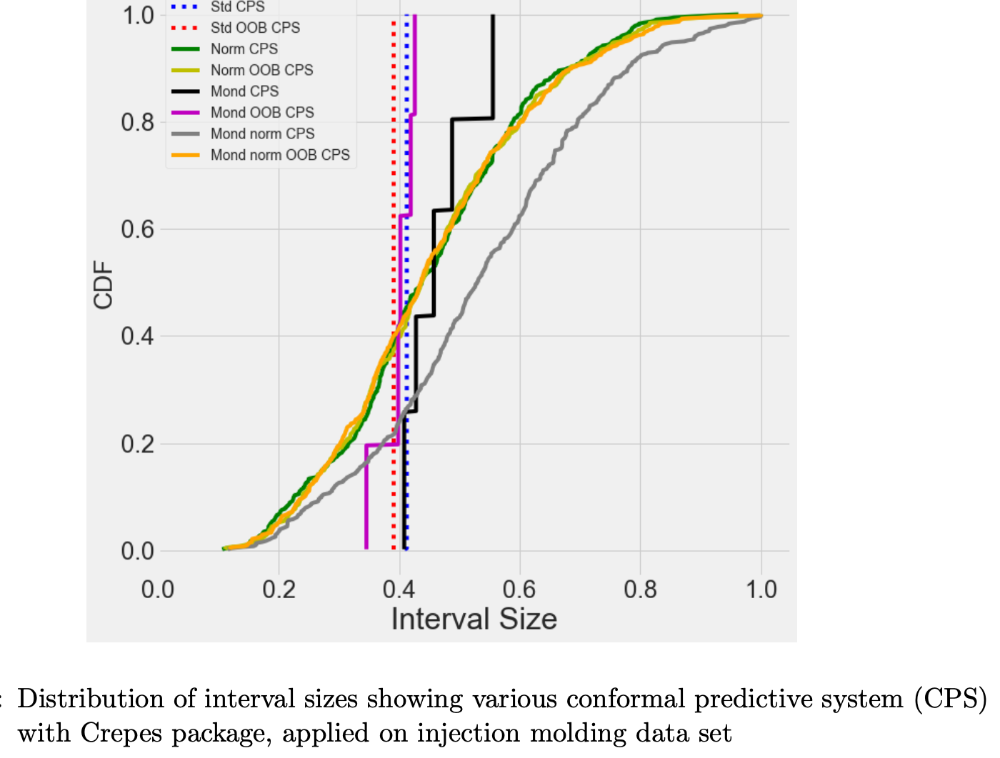 Std CPS
Std OOB CPS
Norm CPS
Norm OOB CPS
Mond CPS
Mond OOB CPS
Mond norm CPS
Mond norm OOB CPS
1.0
0.8
0.6
0.4
0.2
0.0
CDF
0.0 0.2 0.4 0.6 0.8 1.0
Interval Size
: Distribution of interval sizes showing various conformal predictive system (CPS)
with Crepes package, applied on injection molding data set